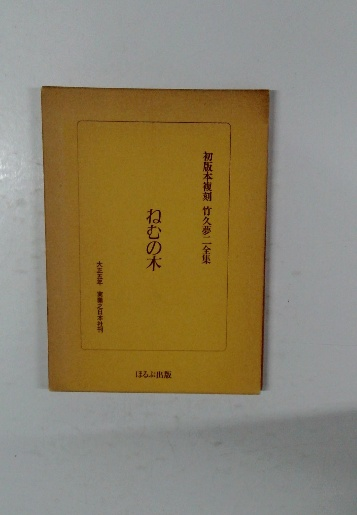 初版本複刻 竹久夢二全集
ねむの木
大正五年 実業之日本社刊
ほるぷ出版